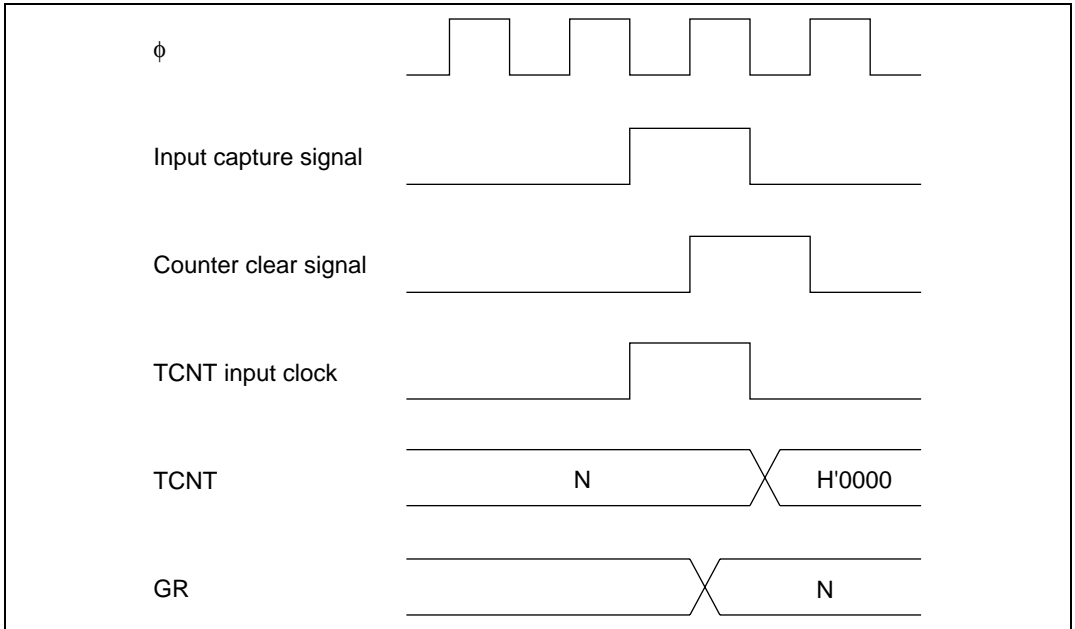 ϕ
Input capture signal
Counter clear signal
TCNT input clock
TCNT N H'0000
GR N